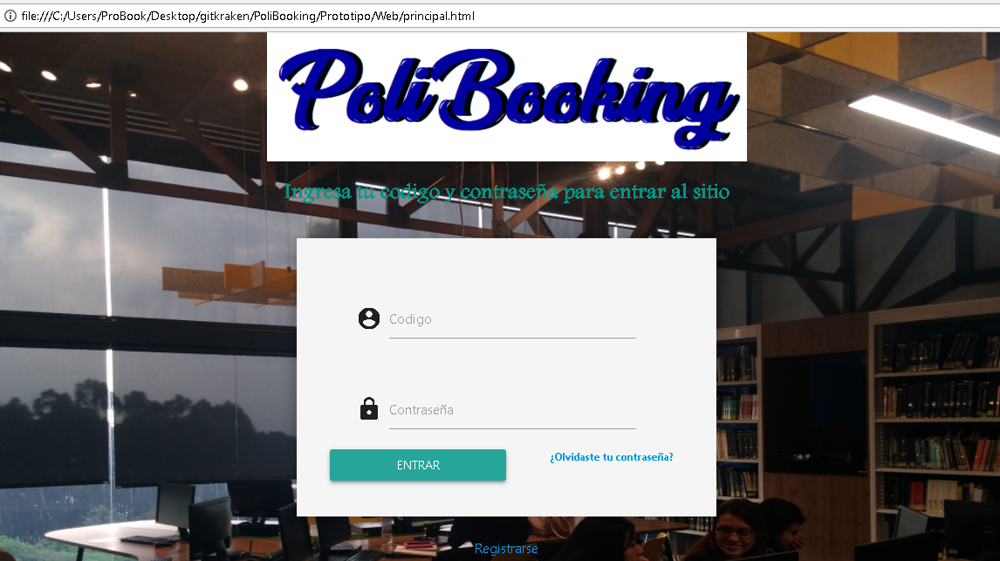 file:///C:/Users/ProBook/Desktop/gitkraken/PoliBooking/Prototipo/Web/principal.html
PoliBooking
Ingresa tu codigo y contraseña para entrar al sitio
Codigo
Contraseña
ENTRAR
¿Olvidaste tu contraseña?
Registrarse